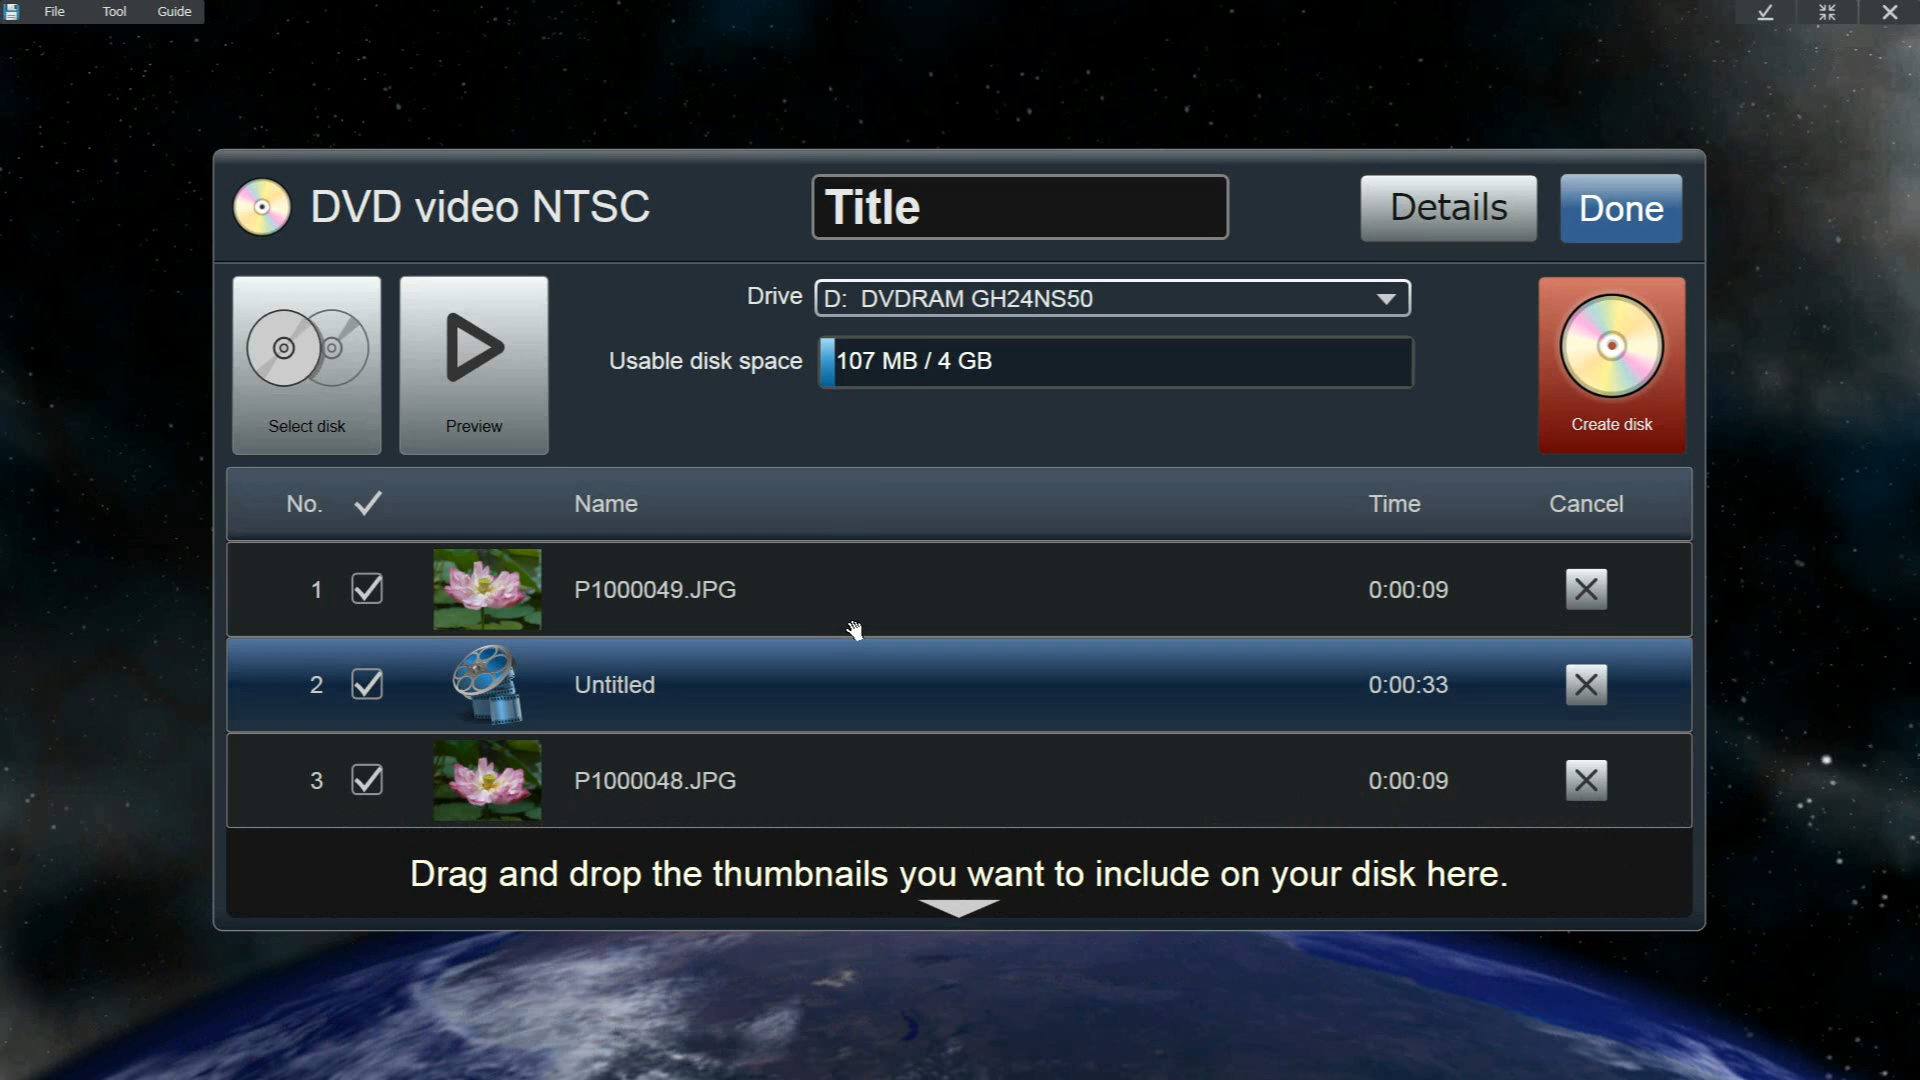 File Tool Guide
DVD video NTSC
Title
Details
Done
Select disk
Preview
Drive
D: DVDRAM GH24NS50
Usable disk space
107 MB / 4 GB
Create disk
No. Name Time Cancel
1 P1000049.JPG 0:00:09
2 Untitled 0:00:33
3 P1000048.JPG 0:00:09
Drag and drop the thumbnails you want to include on your disk here.